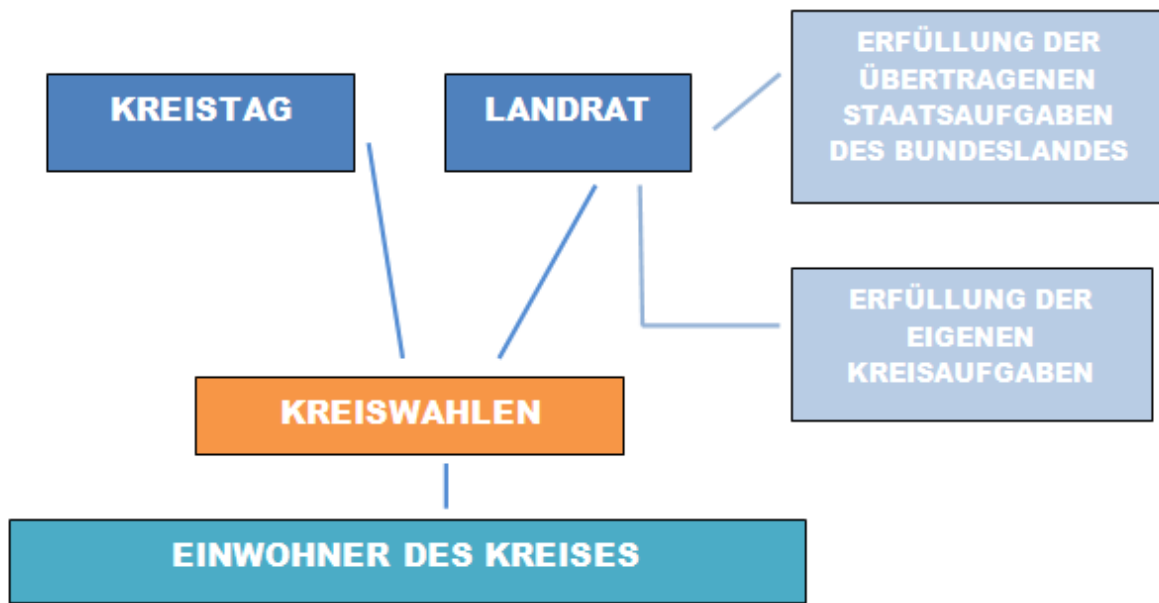 KREISTAG
LANDRAT
ERFÜLLUNG DER
ÜBERTRAGENEN
STAATSAUFGABEN
DES BUNDESLANDES
ERFÜLLUNG DER
EIGENEN
KREISAUFGABEN
KREISWAHLEN
EINWOHNER DES KREISES